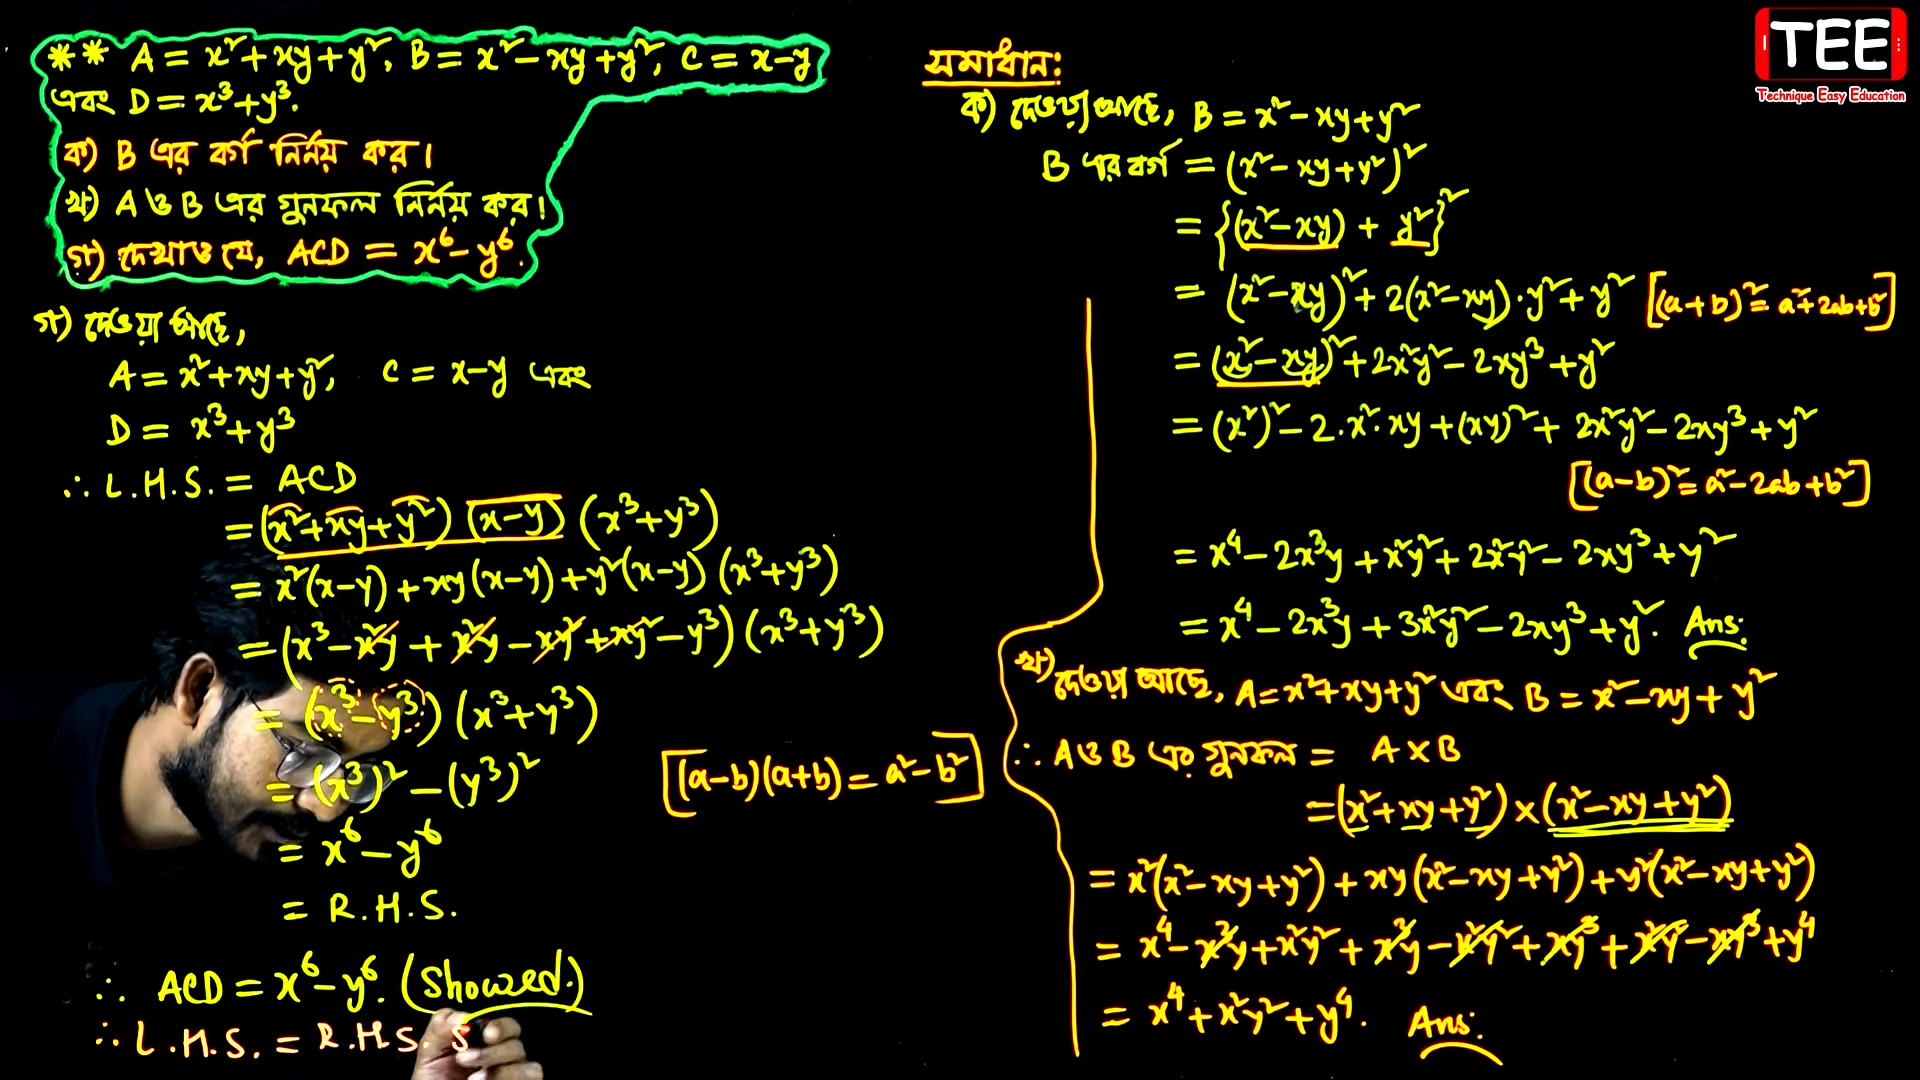 ** A = x² + xy + y², B = x² - xy + y², C = x-y
এবং D = x³ + y³.
ক) B এর বর্গ নির্নয় কর।
খ) A ও B এর গুনফল নির্নয় কর।
গ) দেখাও যে, ACD = x⁶ - y⁶.
গ) দেওয়া আছে,
A = x² + xy + y², C = x-y এবং
D = x³ + y³
∴ L.H.S. = ACD
= (x² + xy + y²) (x-y) (x³ + y³)
= x²(x-y) + xy(x-y) + y²(x-y) (x³ + y³)
= (x³ - x²y + x²y - xy² + xy² - y³) (x³ + y³)
= (x³ - y³) (x³ + y³)
= (x³)² - (y³)² [(a-b)(a+b) = a² - b²]
= x⁶ - y⁶
= R.H.S.
∴ ACD = x⁶ - y⁶. (Showed.)
∴ L.H.S. = R.H.S. S
সমাধান:
ক) দেওয়া আছে, B = x² - xy + y²
B এর বর্গ = (x² - xy + y²)²
= {(x² - xy) + y²}²
= (x² - xy)² + 2(x² - xy)·y² + y² [(a+b)² = a² + 2ab + b²]
= (x² - xy)² + 2x²y² - 2xy³ + y²
= (x²)² - 2·x²·xy + (xy)² + 2x²y² - 2xy³ + y²
[(a-b)² = a² - 2ab + b²]
= x⁴ - 2x³y + x²y² + 2x²y² - 2xy³ + y²
= x⁴ - 2x³y + 3x²y² - 2xy³ + y². Ans:
খ) দেওয়া আছে, A = x² + xy + y² এবং B = x² - xy + y²
∴ A ও B এর গুনফল = A × B
= (x² + xy + y²) × (x² - xy + y²)
= x²(x² - xy + y²) + xy(x² - xy + y²) + y²(x² - xy + y²)
= x⁴ - x³y + x²y² + x³y - x²y² + xy³ + x²y² - xy³ + y⁴
= x⁴ + x²y² + y⁴. Ans:
TEE
Technique Easy Education